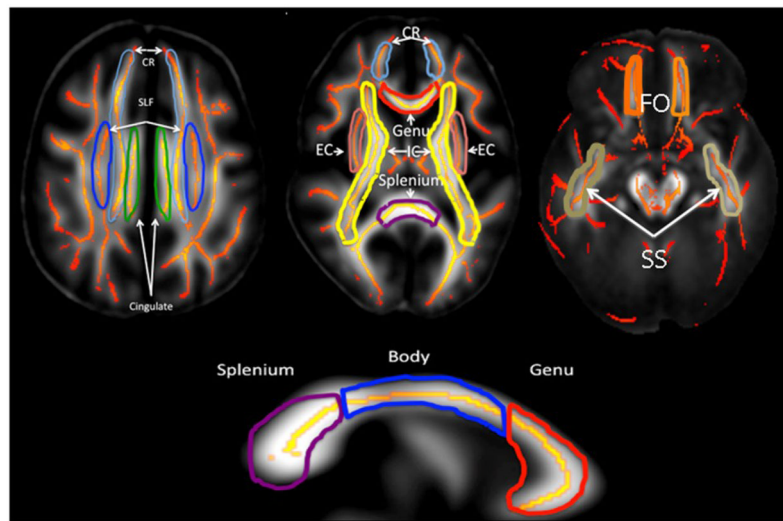 CR
SLF
Cingulate
CR
Genu
EC
IC
EC
Splenium
FO
SS
Splenium
Body
Genu